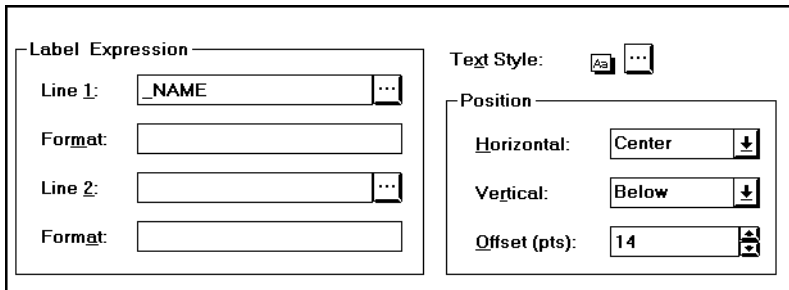 Label Expression
Line 1:
_NAME
...
Format:
Line 2:
...
Format:
Text Style:
Aa
...
Position
Horizontal:
Center
Vertical:
Below
Offset (pts):
14